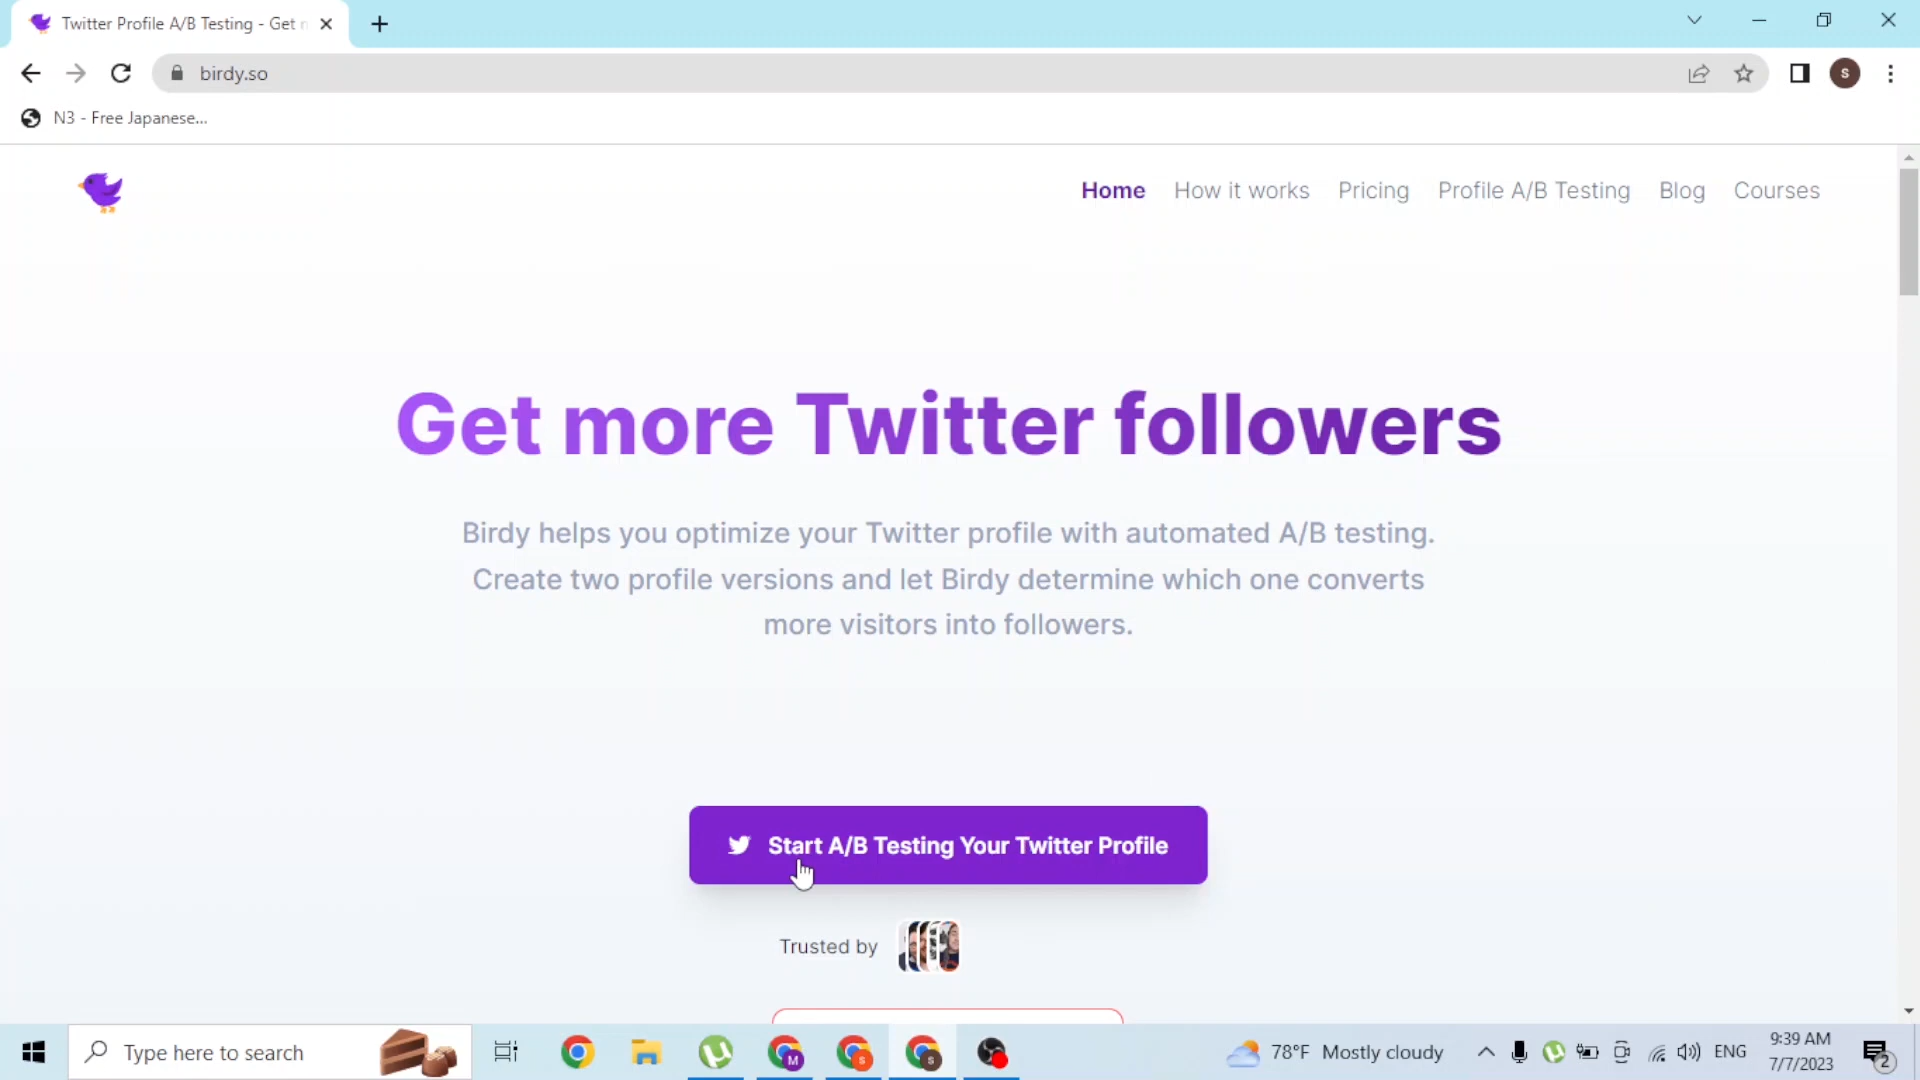 Twitter Profile A/B Testing - Get
birdy.so
S
N3 - Free Japanese...
Home How it works Pricing Profile A/B Testing Blog Courses
Get more Twitter followers
Birdy helps you optimize your Twitter profile with automated A/B testing.
Create two profile versions and let Birdy determine which one converts
more visitors into followers.
Start A/B Testing Your Twitter Profile
Trusted by
Type here to search
M
S
S
78°F Mostly cloudy
ENG
9:39 AM
7/7/2023
2